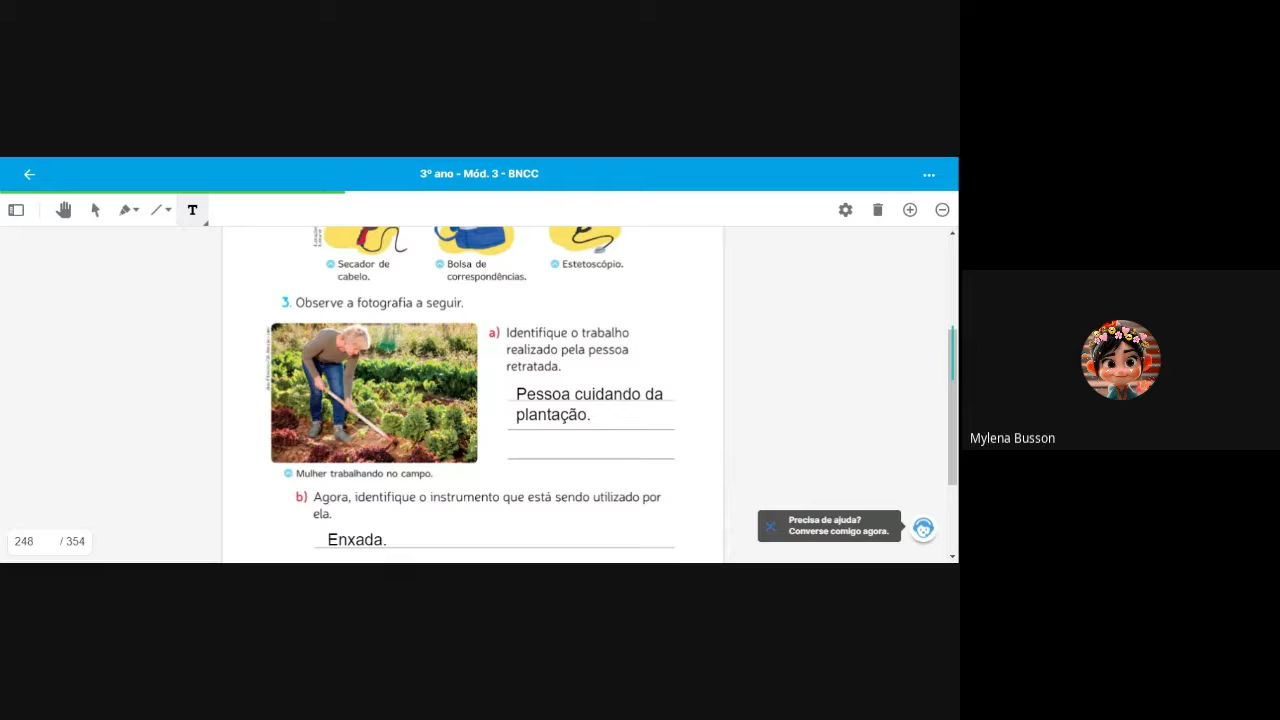 3º ano - Mód. 3 - BNCC
T
Secador de
cabelo.
Bolsa de
correspondências.
Estetoscópio.
3. Observe a fotografia a seguir.
a) Identifique o trabalho
realizado pela pessoa
retratada.
Pessoa cuidando da
plantação.
Mulher trabalhando no campo.
b) Agora, identifique o instrumento que está sendo utilizado por
ela.
Enxada.
248 / 354
Precisa de ajuda?
Converse comigo agora.
Mylena Busson